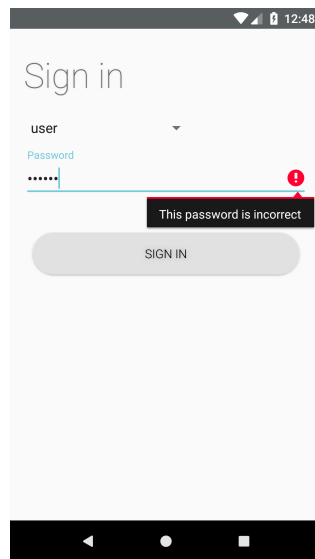 12:48
Sign in
user
Password
••••••
This password is incorrect
SIGN IN